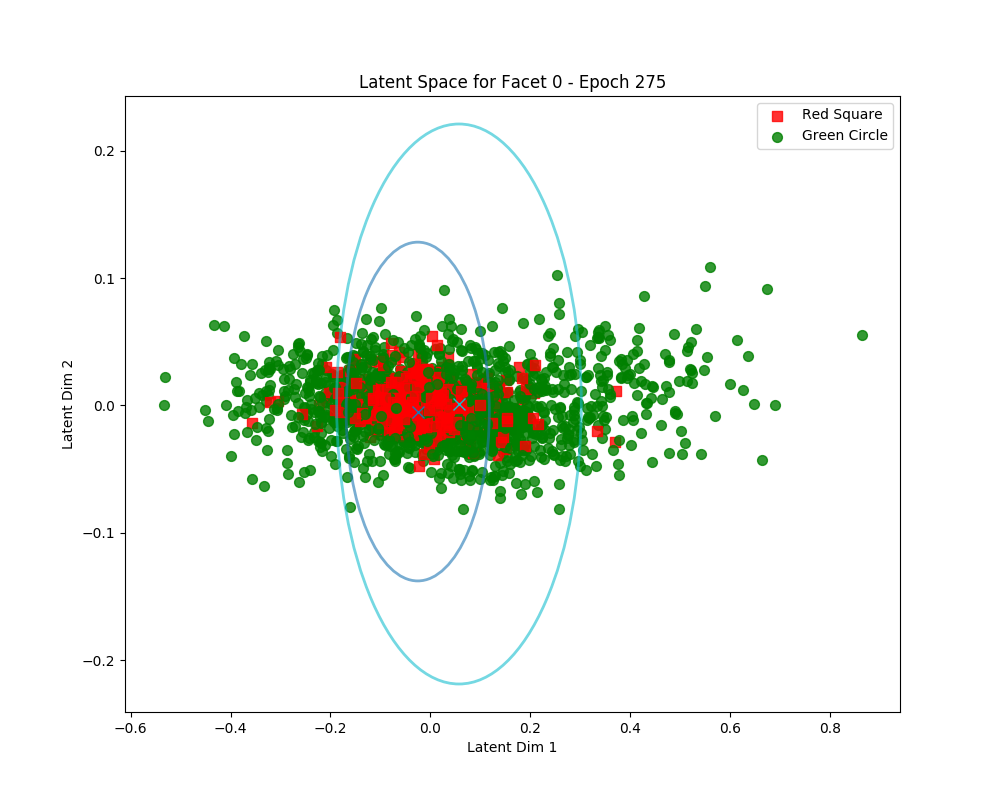 Latent Space for Facet 0 - Epoch 275
Red Square
Green Circle
0.2
0.1
0.0
−0.1
−0.2
Latent Dim 2
−0.6
−0.4
−0.2
0.0
0.2
0.4
0.6
0.8
Latent Dim 1